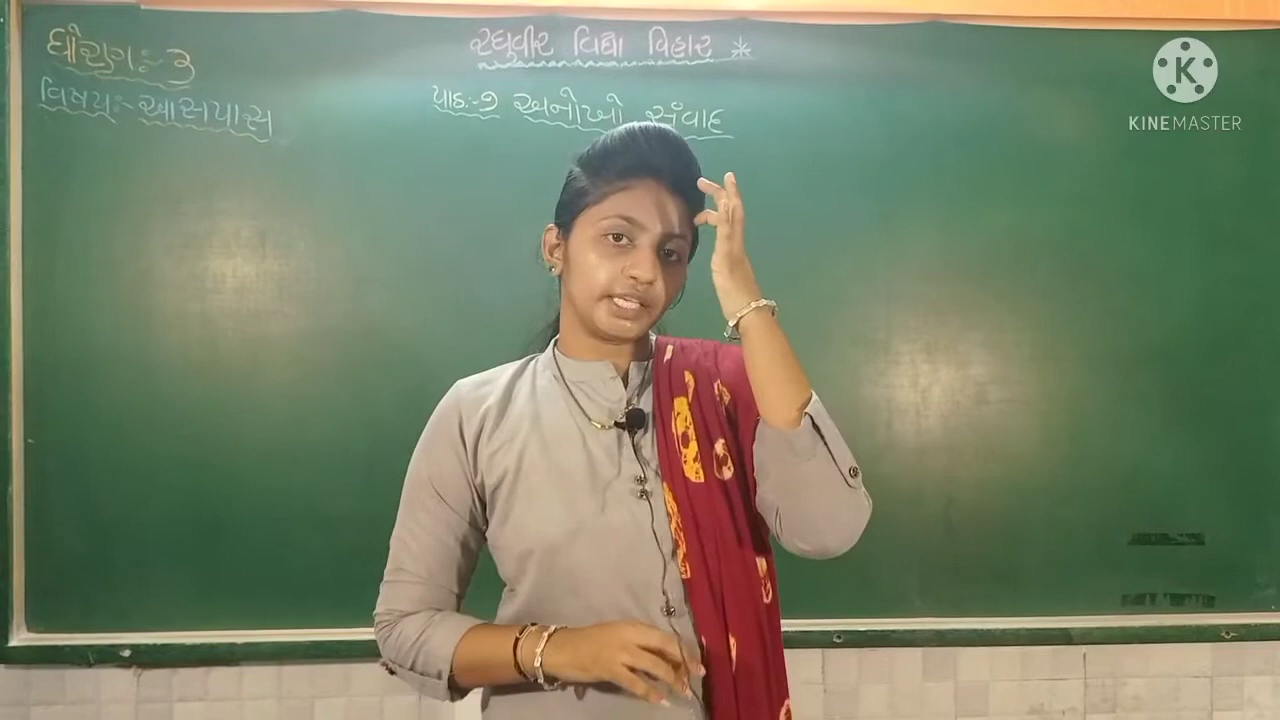 રઘુવીર વિદ્યા વિહાર *
ધોરણ:- ૩
વિષય:- આસપાસ
પાઠ:- ૭ અનોખો સંવાદ
KINEMASTER